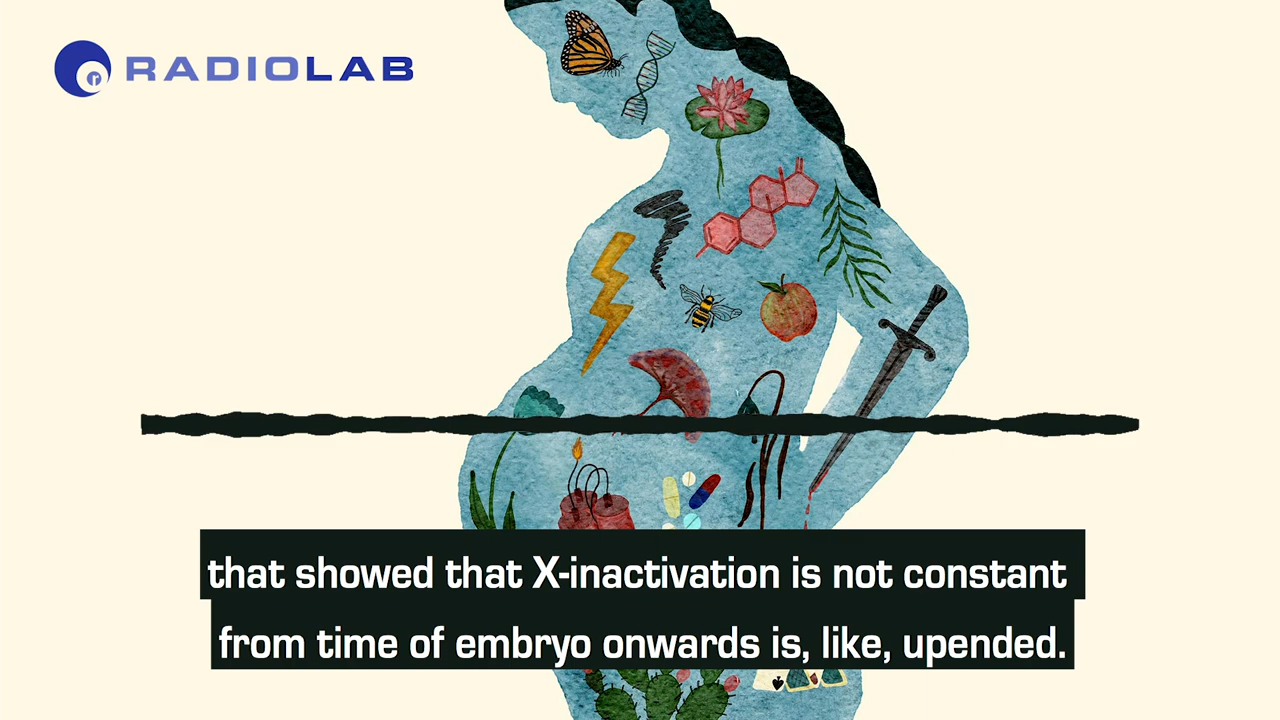 RADIOLAB
that showed that X-inactivation is not constant
from time of embryo onwards is, like, upended.